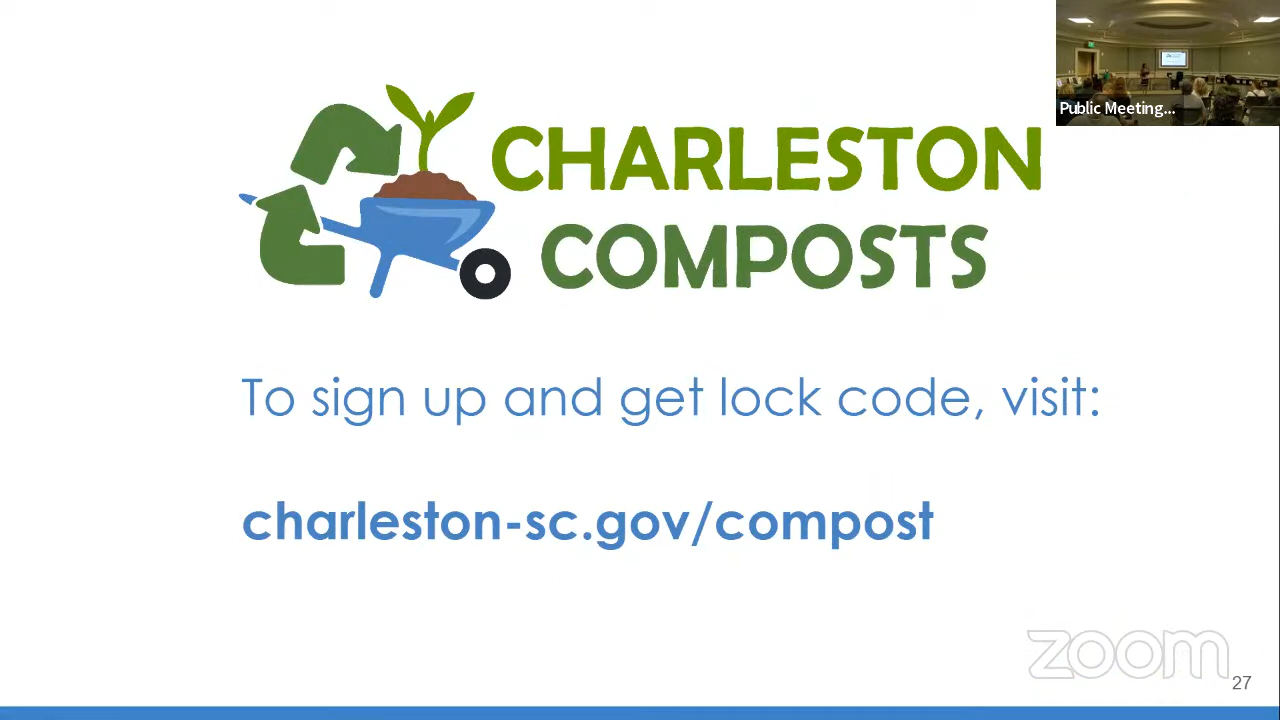 Public Meeting...
CHARLESTON
COMPOSTS
To sign up and get lock code, visit:
charleston-sc.gov/compost
zoom
27